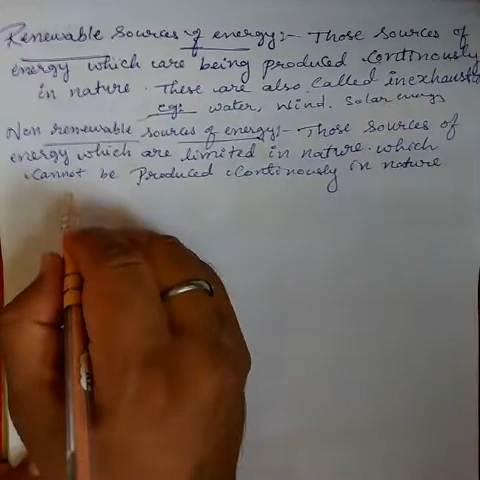 Renewable sources of energy:- Those sources of
energy which are being produced continously
in nature. These are also called inexhaust
eg: water, wind. Solar energy
Non renewable sources of energy:- Those sources of
energy which are limited in nature. which
cannot be produced continously in nature